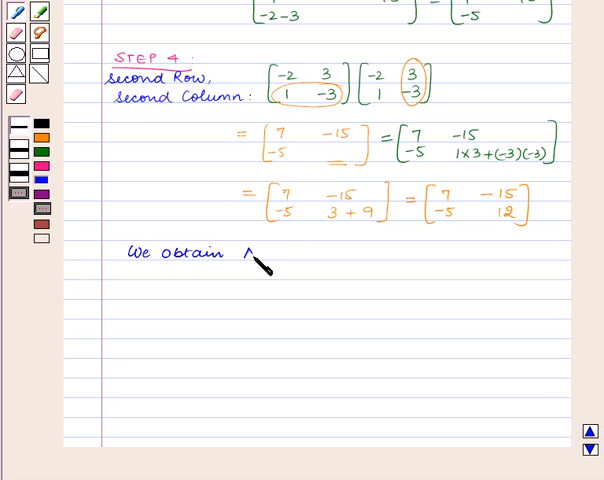 -2-3 ] = [ -5 ]
STEP 4 :
Second Row, [ -2 3 ] [ -2 3 ]
Second Column: [ 1 -3 ] [ 1 -3 ]
= [ 7 -15 ] = [ 7 -15 ]
[ -5 ] [ -5 1×3+(-3)(-3) ]
= [ 7 -15 ] = [ 7 -15 ]
[ -5 3 + 9 ] [ -5 12 ]
We obtain